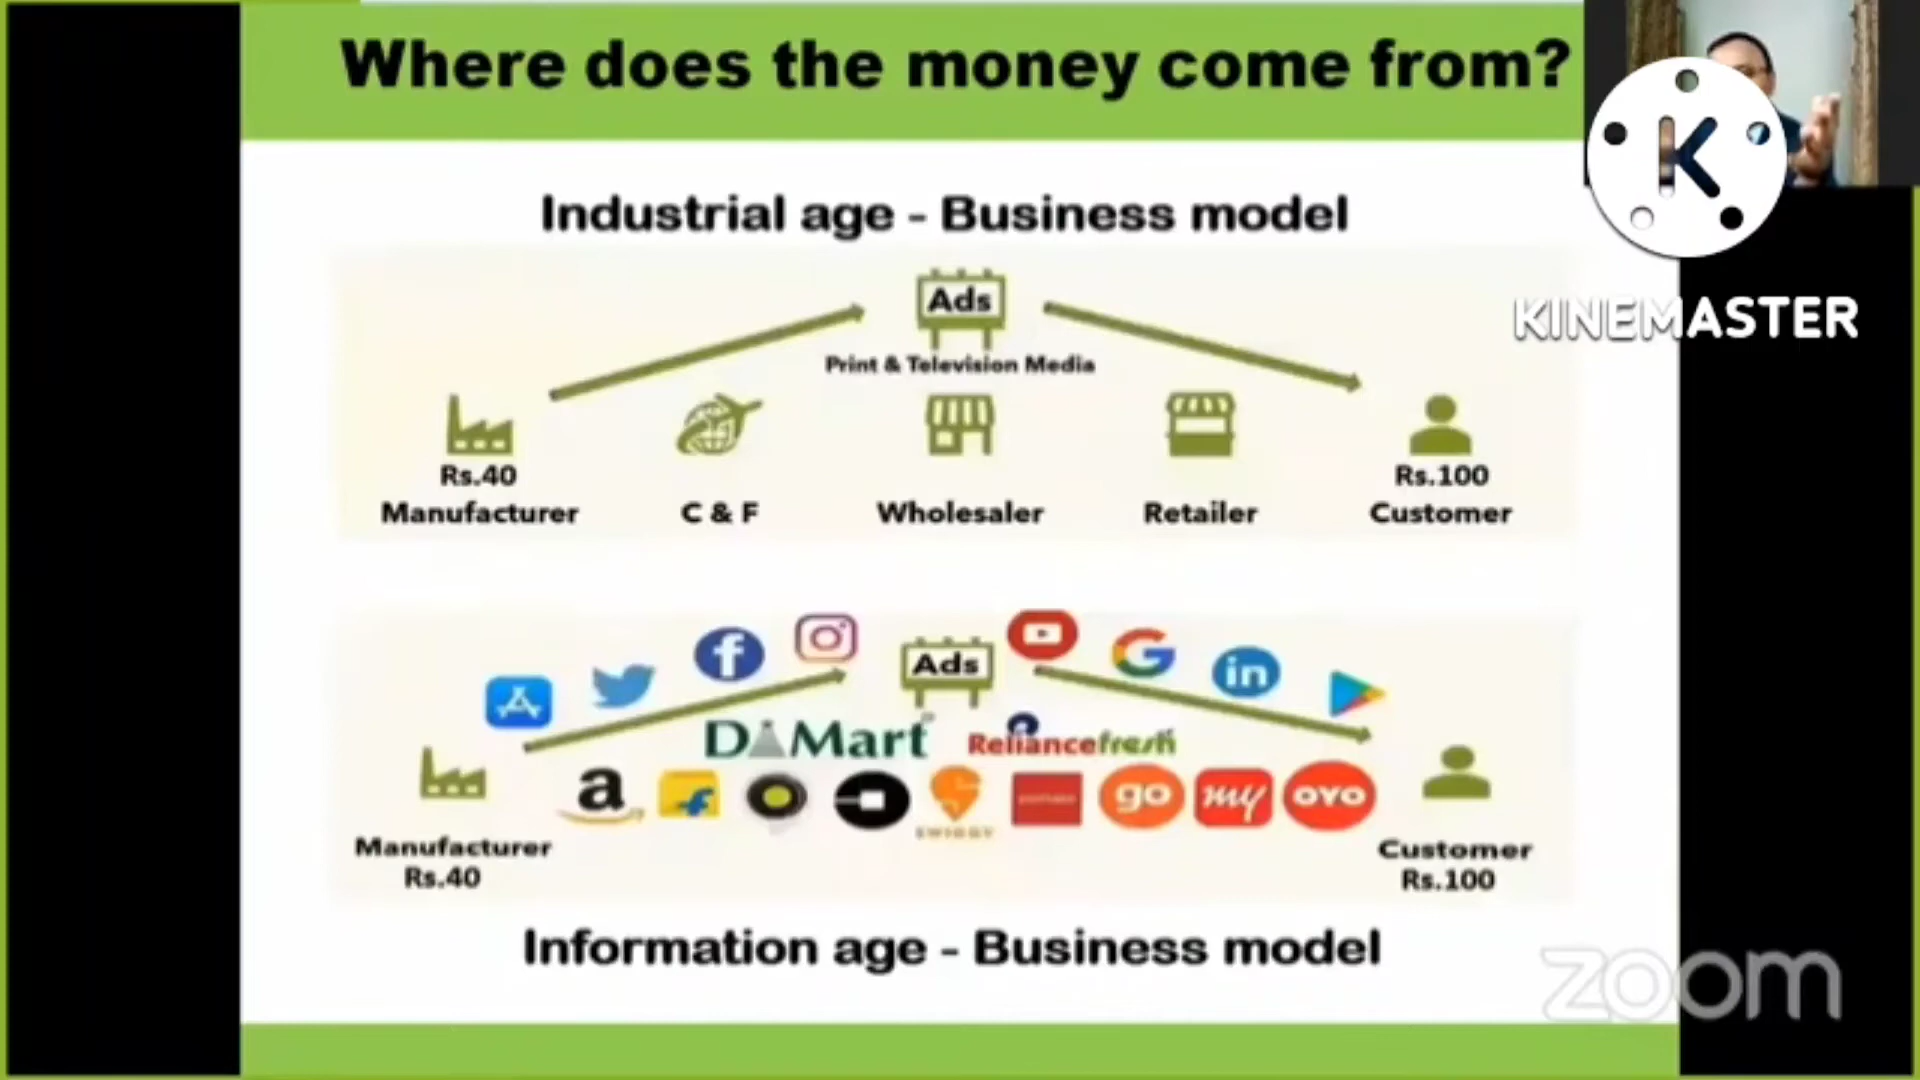 Where does the money come from?
K
KINEMASTER
Industrial age - Business model
Ads
Print & Television Media
Rs.40
Rs.100
Manufacturer
C & F
Wholesaler
Retailer
Customer
Ads
in
DMart
Reliancefresh
a
f
SWIGGY
go
my
OYO
Manufacturer
Rs.40
Customer
Rs.100
Information age - Business model
zoom